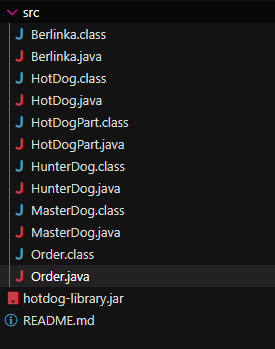 src
Berlinka.class
Berlinka.java
HotDog.class
HotDog.java
HotDogPart.class
HotDogPart.java
HunterDog.class
HunterDog.java
MasterDog.class
MasterDog.java
Order.class
Order.java
hotdog-library.jar
README.md